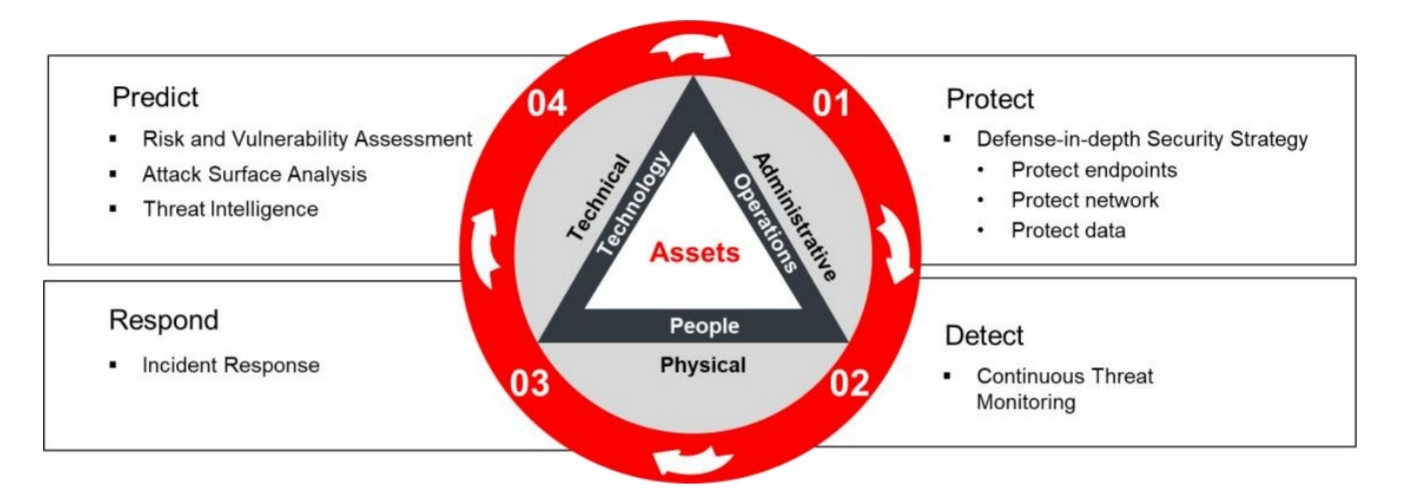 Predict
Risk and Vulnerability Assessment
Attack Surface Analysis
Threat Intelligence
04
01
Protect
Defense-in-depth Security Strategy
Protect endpoints
Protect network
Protect data
Technical
Technology
Administrative
Operations
Assets
People
Physical
Respond
Incident Response
03
02
Detect
Continuous Threat
Monitoring